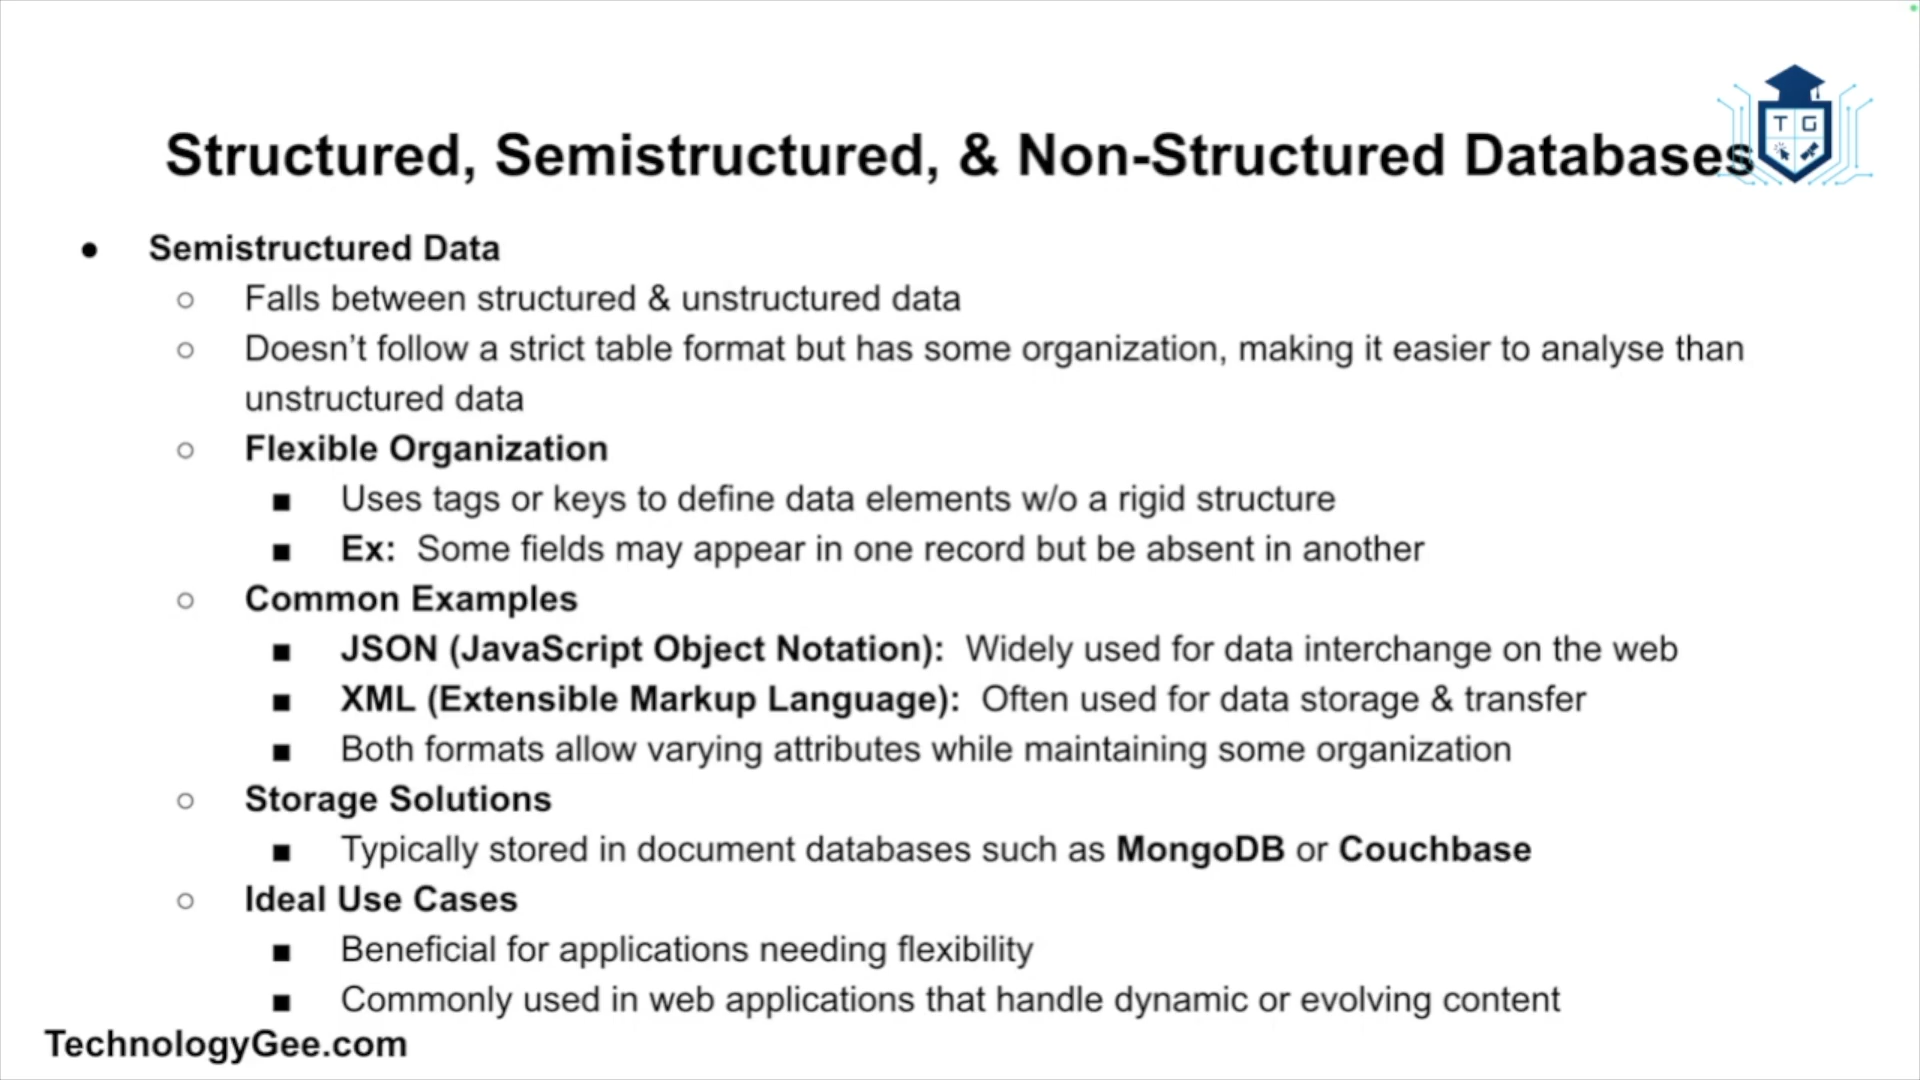 Structured, Semistructured, & Non-Structured Databases
T G
● Semistructured Data
○ Falls between structured & unstructured data
○ Doesn’t follow a strict table format but has some organization, making it easier to analyse than
unstructured data
○ Flexible Organization
■ Uses tags or keys to define data elements w/o a rigid structure
■ Ex: Some fields may appear in one record but be absent in another
○ Common Examples
■ JSON (JavaScript Object Notation): Widely used for data interchange on the web
■ XML (Extensible Markup Language): Often used for data storage & transfer
■ Both formats allow varying attributes while maintaining some organization
○ Storage Solutions
■ Typically stored in document databases such as MongoDB or Couchbase
○ Ideal Use Cases
■ Beneficial for applications needing flexibility
■ Commonly used in web applications that handle dynamic or evolving content
TechnologyGee.com